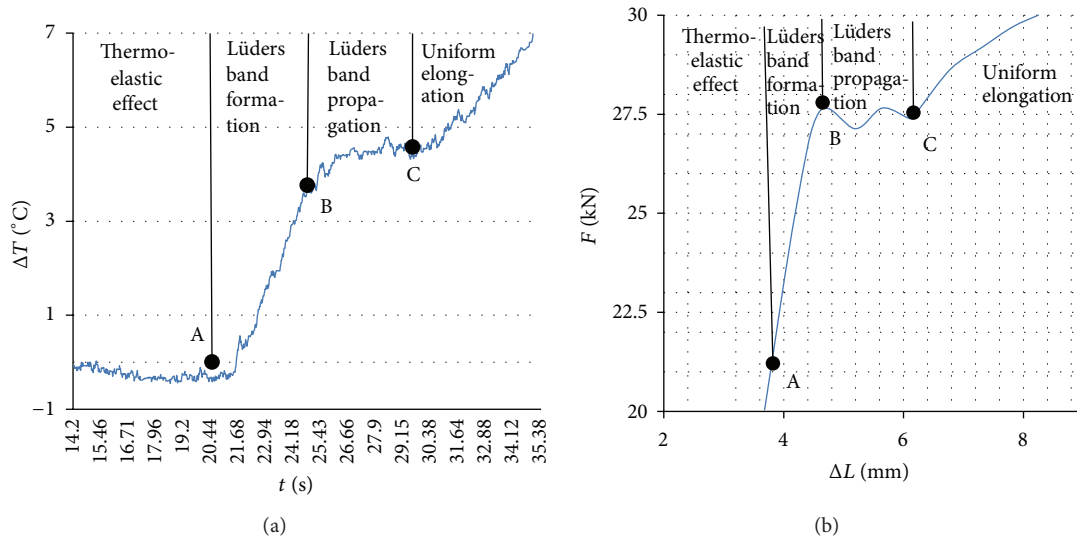 7
5
3
1
−1
ΔT (°C)
Thermo-
elastic
effect
Lüders
band
forma-
tion
Lüders
band
propa-
gation
Uniform
elong-
ation
A
B
C
14.2
15.46
16.71
17.96
19.2
20.44
21.68
22.94
24.18
25.43
26.66
27.9
29.15
30.38
31.64
32.88
34.12
35.38
t (s)
(a)
30
27.5
25
22.5
20
F (kN)
Thermo-
elastic
effect
Lüders
band
forma-
tion
Lüders
band
propaga-
tion
Uniform
elongation
A
B
C
2
4
6
8
ΔL (mm)
(b)